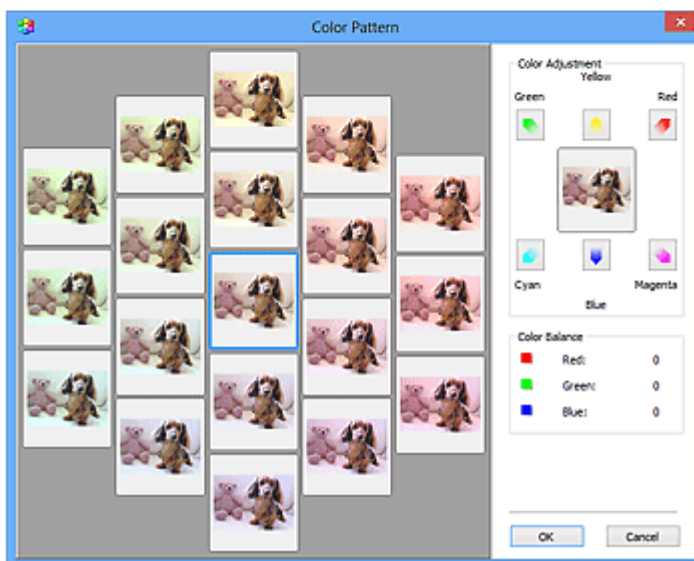 Color Pattern
Color Adjustment
Yellow
Green Red
Cyan Magenta
Blue
Color Balance
Red: 0
Green: 0
Blue: 0
OK Cancel